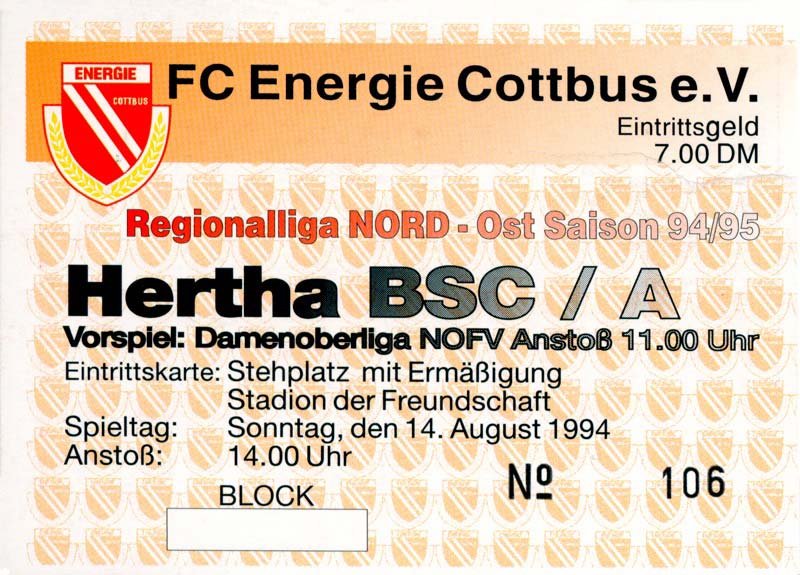 ENERGIE
COTTBUS
FC Energie Cottbus e.V.
Eintrittsgeld
7.00 DM
Regionalliga NORD - Ost Saison 94/95
Hertha BSC / A
Vorspiel: Damenoberliga NOFV Anstoß 11.00 Uhr
Eintrittskarte: Stehplatz mit Ermäßigung
Stadion der Freundschaft
Spieltag: Sonntag, den 14. August 1994
Anstoß: 14.00 Uhr
Nº 106
BLOCK